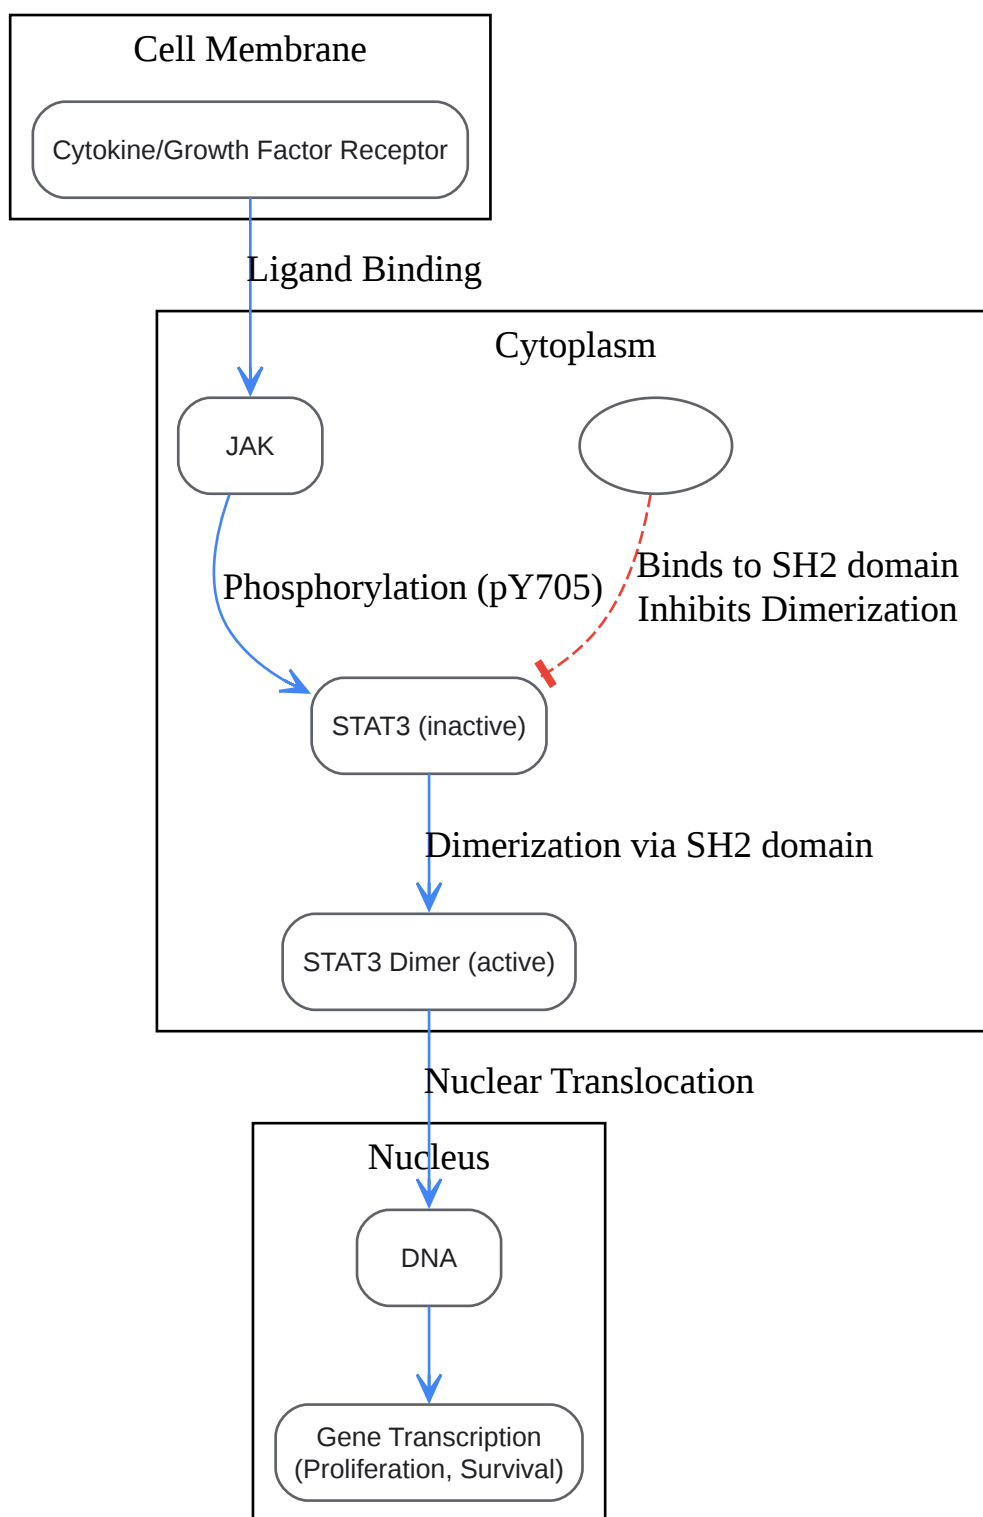 Cell Membrane
Cytokine/Growth Factor Receptor
Ligand Binding
Cytoplasm
JAK
Phosphorylation (pY705)
Binds to SH2 domain
Inhibits Dimerization
STAT3 (inactive)
Dimerization via SH2 domain
STAT3 Dimer (active)
Nuclear Translocation
Nucleus
DNA
Gene Transcription
(Proliferation, Survival)